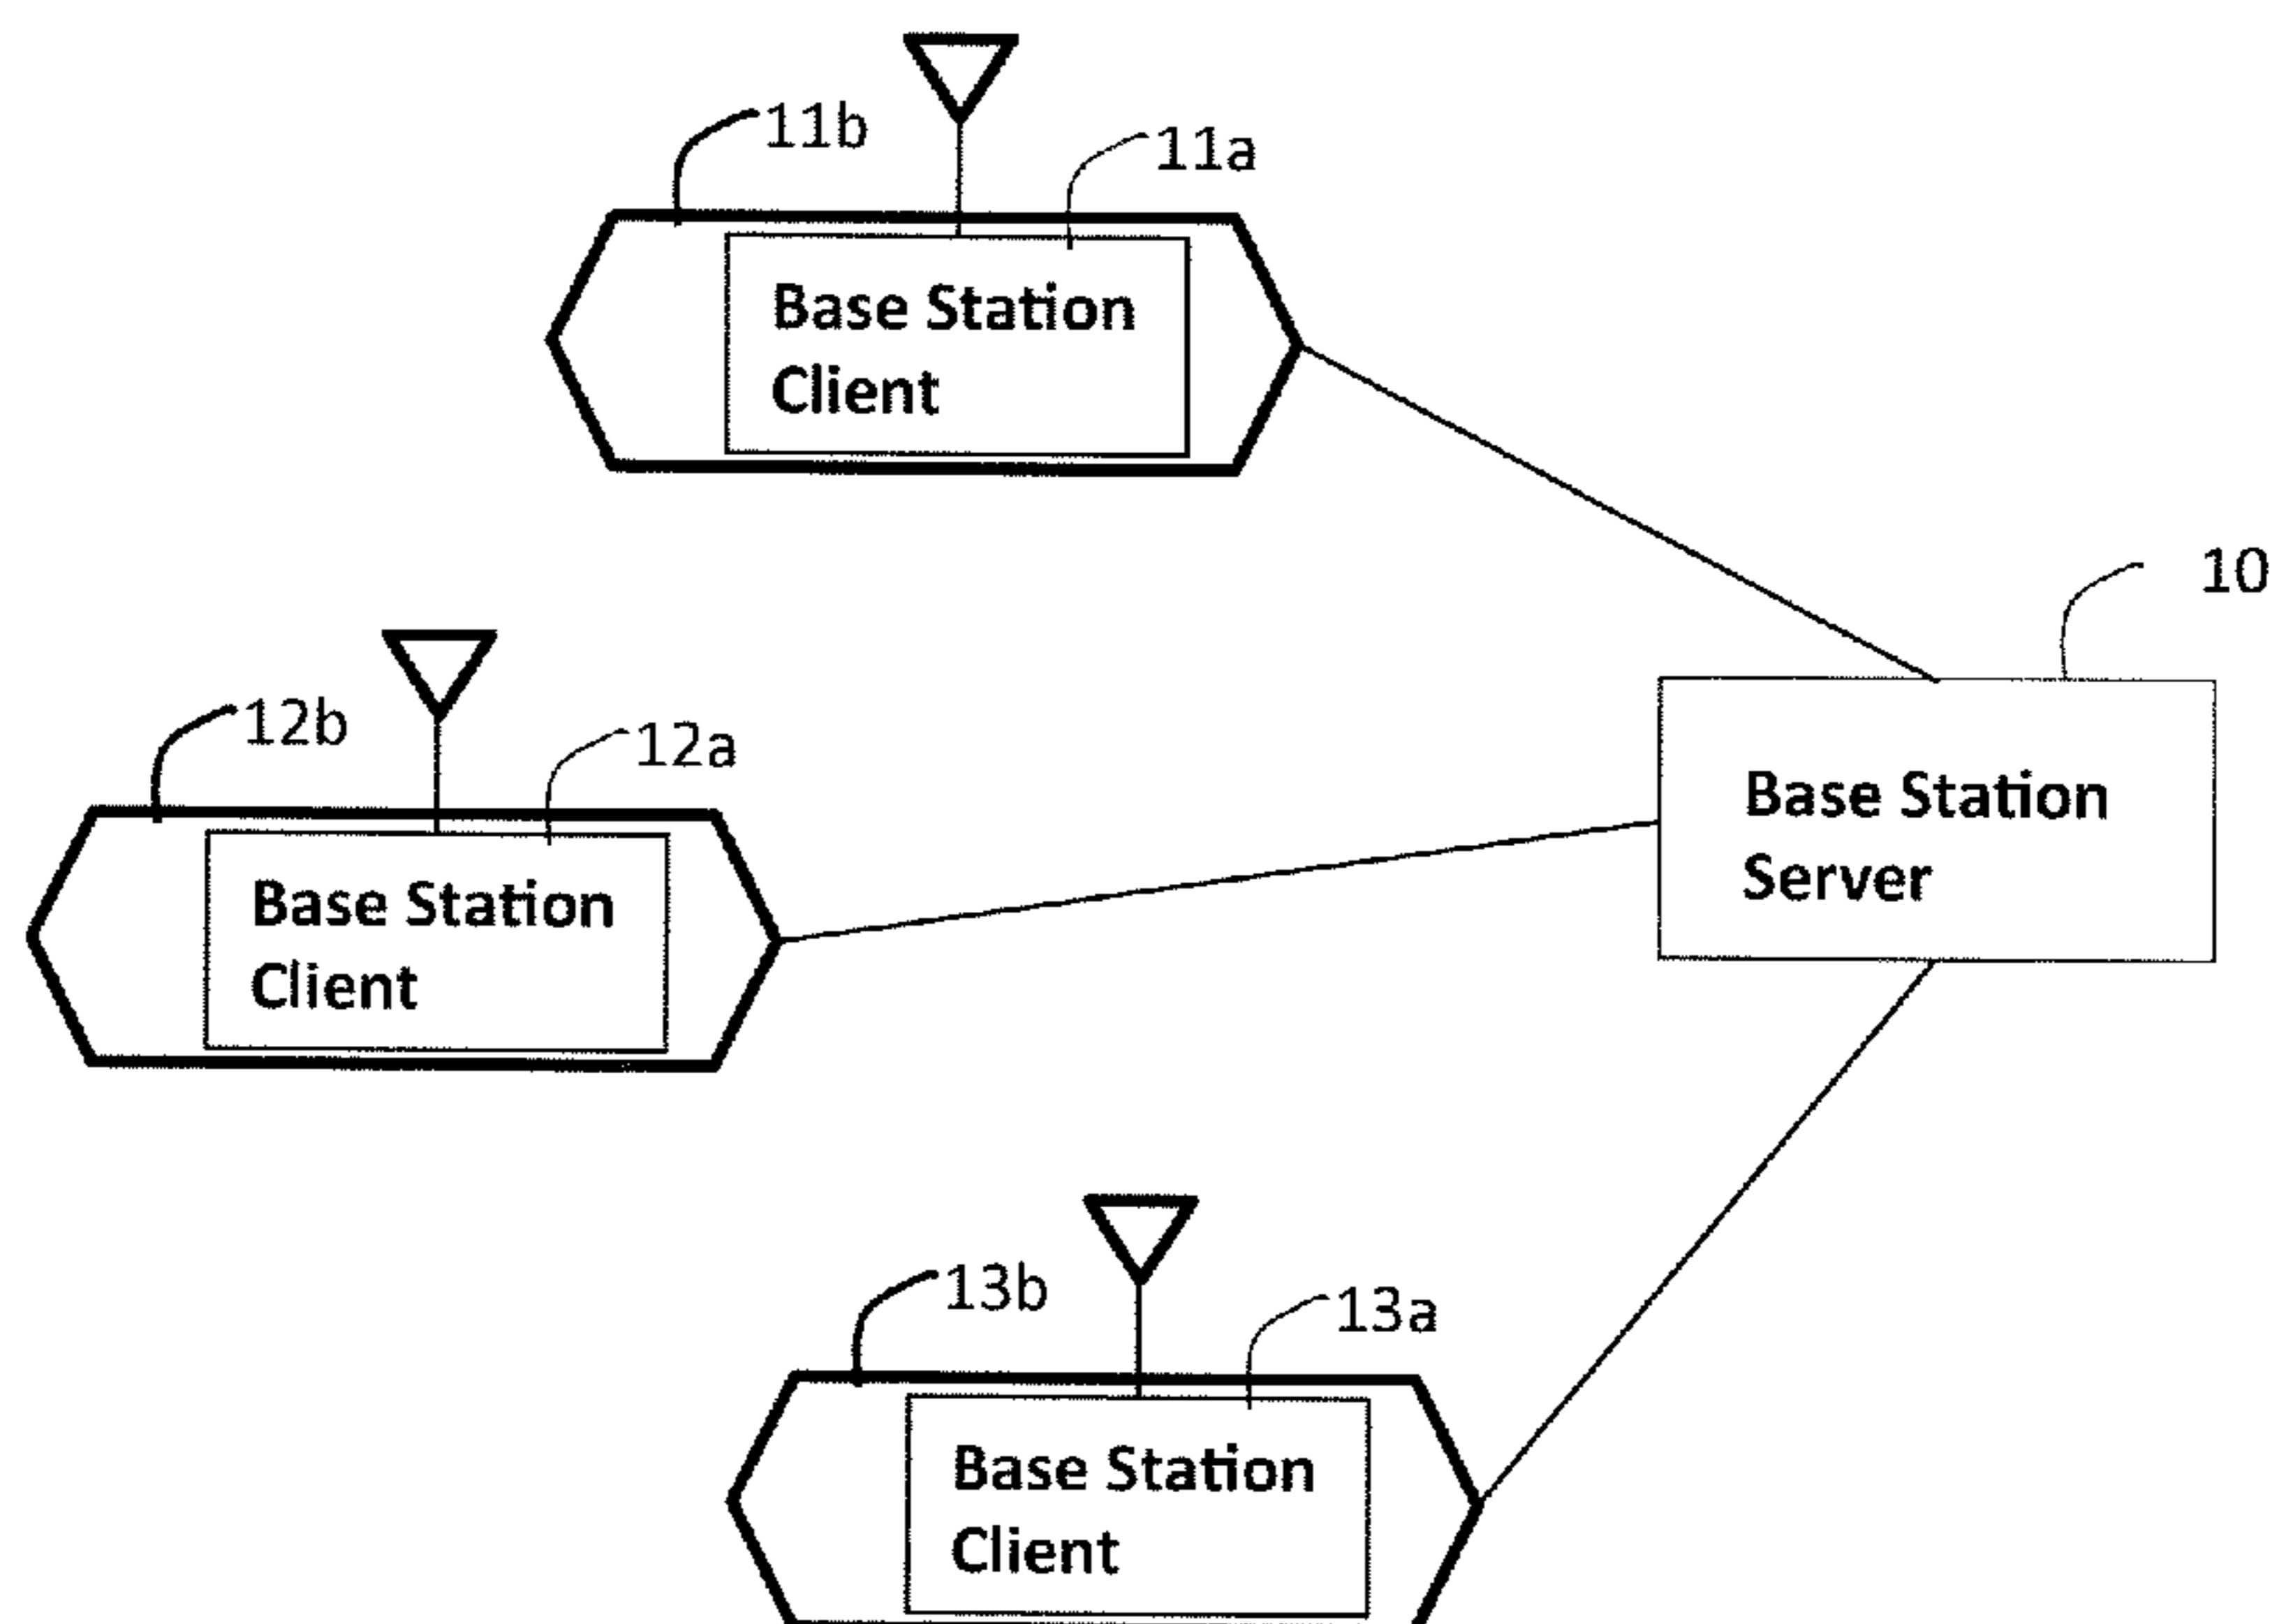 11b
11a
Base Station
Client
10
12b
12a
Base Station
Client
Base Station
Server
13b
13a
Base Station
Client